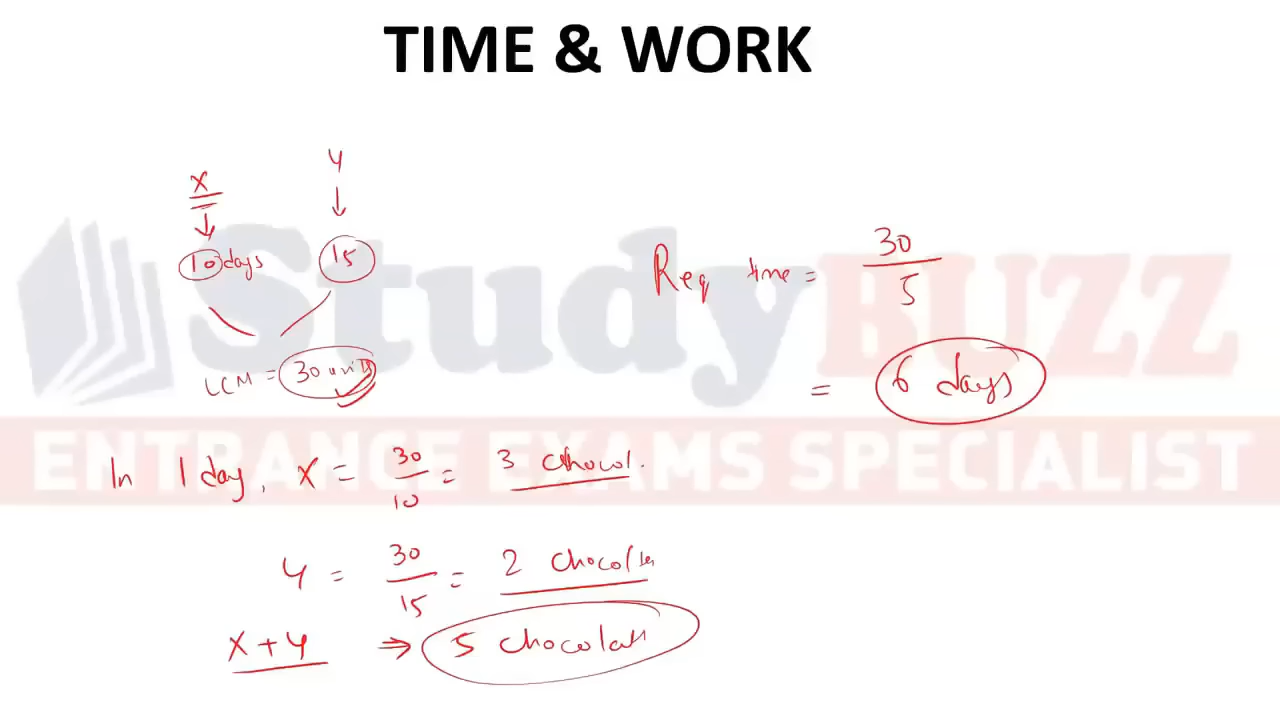 TIME & WORK
x
y
10 days
15
LCM = 30 units
In 1 day, x = 30/10 = 3 chocol.
y = 30/15 = 2 chocol
x + y ⇒ 5 chocolate
Req time = 30/5
= 6 days
StudyBUZZ
ENTRANCE EXAMS SPECIALIST